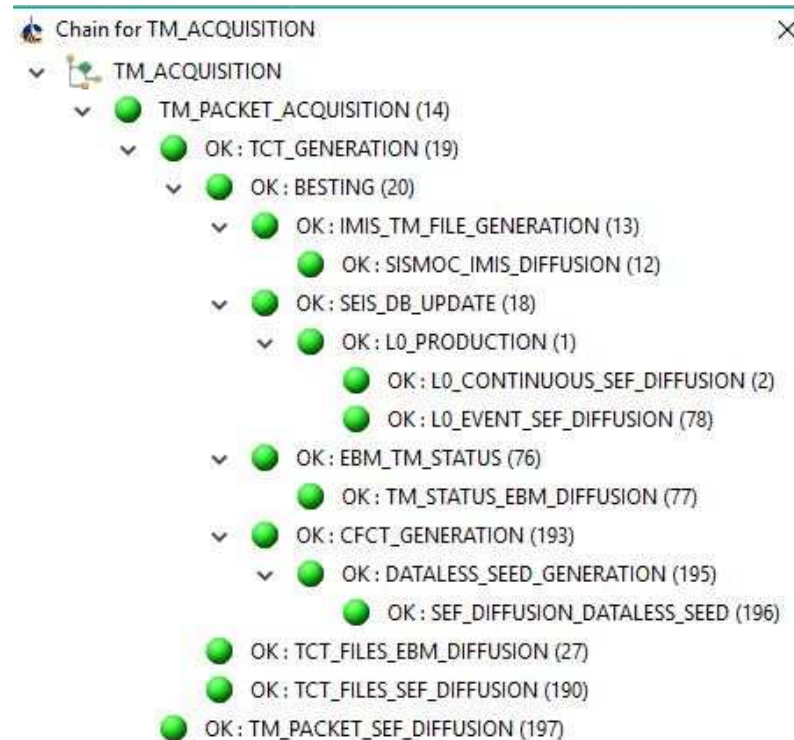 Chain for TM_ACQUISITION
TM_ACQUISITION
TM_PACKET_ACQUISITION (14)
OK : TCT_GENERATION (19)
OK : BESTING (20)
OK : IMIS_TM_FILE_GENERATION (13)
OK : SISMOC_IMIS_DIFFUSION (12)
OK : SEIS_DB_UPDATE (18)
OK : L0_PRODUCTION (1)
OK : L0_CONTINUOUS_SEF_DIFFUSION (2)
OK : L0_EVENT_SEF_DIFFUSION (78)
OK : EBM_TM_STATUS (76)
OK : TM_STATUS_EBM_DIFFUSION (77)
OK : CFCT_GENERATION (193)
OK : DATALESS_SEED_GENERATION (195)
OK : SEF_DIFFUSION_DATALESS_SEED (196)
OK : TCT_FILES_EBM_DIFFUSION (27)
OK : TCT_FILES_SEF_DIFFUSION (190)
OK : TM_PACKET_SEF_DIFFUSION (197)